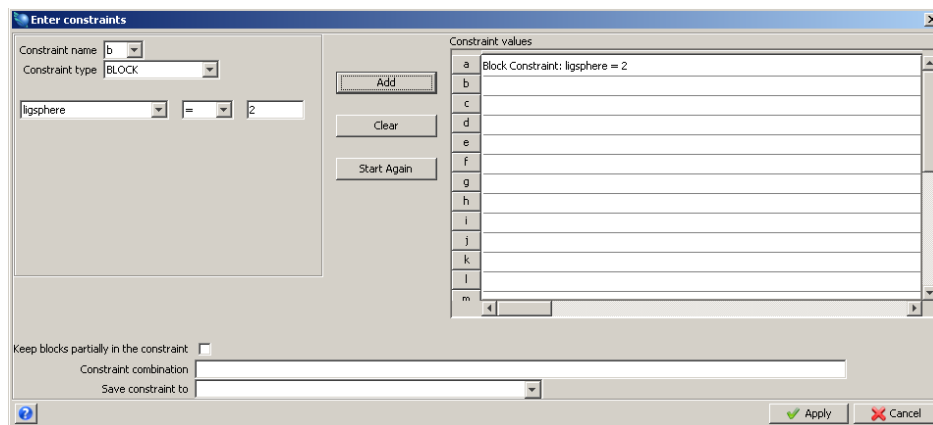 Enter constraints
Constraint name b
Constraint type BLOCK
ligsphere = 2
Add
Clear
Start Again
Constraint values
a Block Constraint: ligsphere = 2
b
c
d
e
f
g
h
i
j
k
l
m
Keep blocks partially in the constraint
Constraint combination
Save constraint to
? Apply Cancel